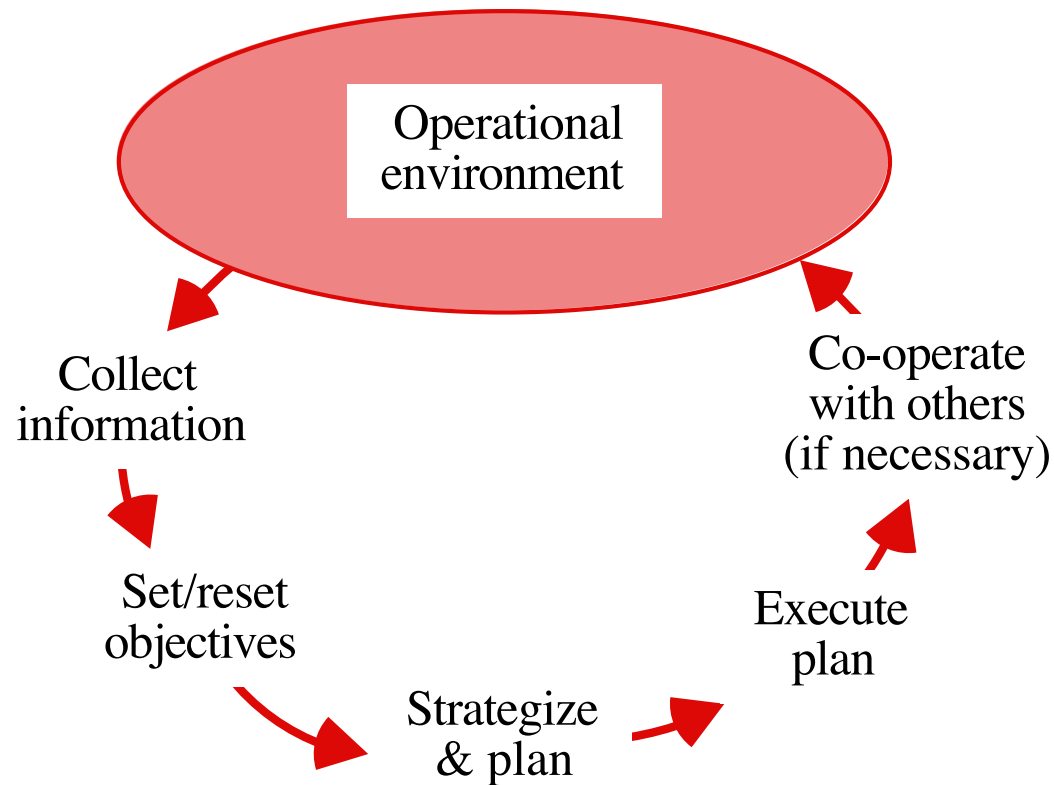 Operational
environment
Collect
information
Set/reset
objectives
Strategize
& plan
Execute
plan
Co-operate
with others
(if necessary)